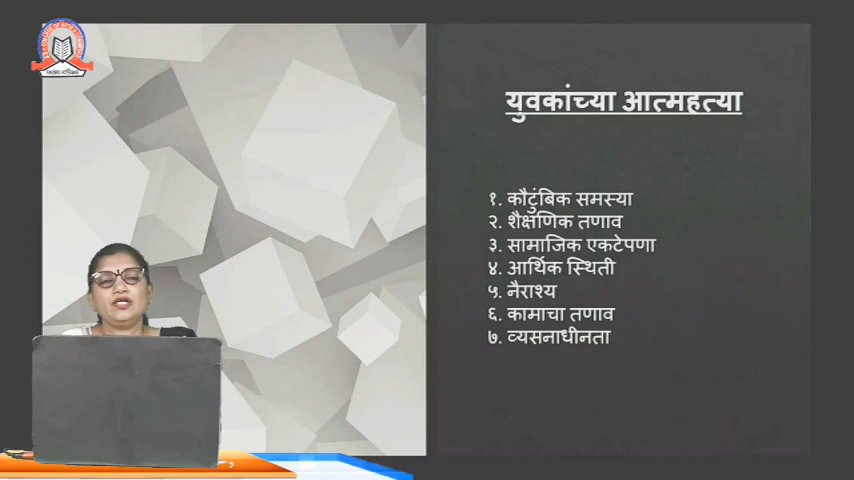 युवकांच्या आत्महत्या
१. कौटुंबिक समस्या
२. शैक्षणिक तणाव
३. सामाजिक एकटेपणा
४. आर्थिक स्थिती
५. नैराश्य
६. कामाचा तणाव
७. व्यसनाधीनता